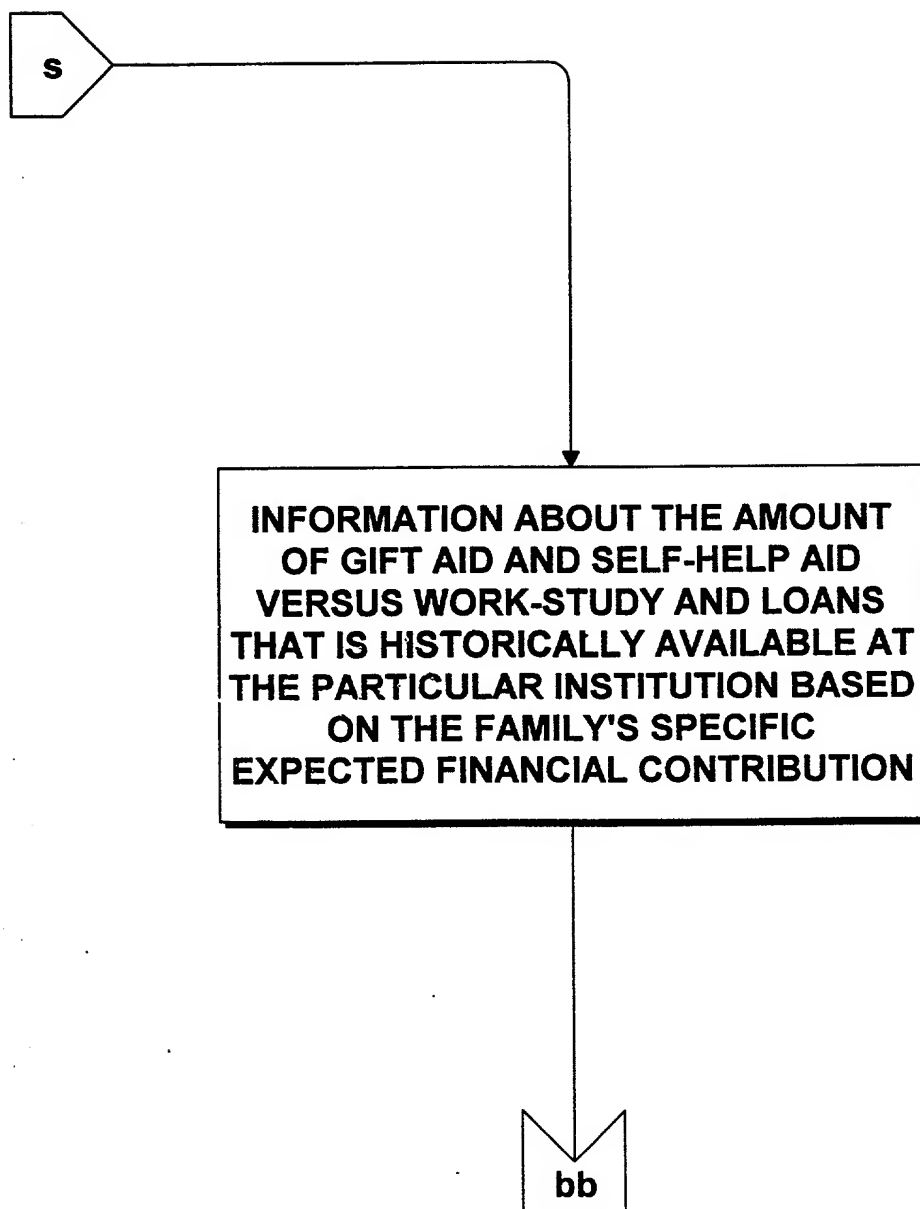 s
INFORMATION ABOUT THE AMOUNT
OF GIFT AID AND SELF-HELP AID
VERSUS WORK-STUDY AND LOANS
THAT IS HISTORICALLY AVAILABLE AT
THE PARTICULAR INSTITUTION BASED
ON THE FAMILY'S SPECIFIC
EXPECTED FINANCIAL CONTRIBUTION
bb